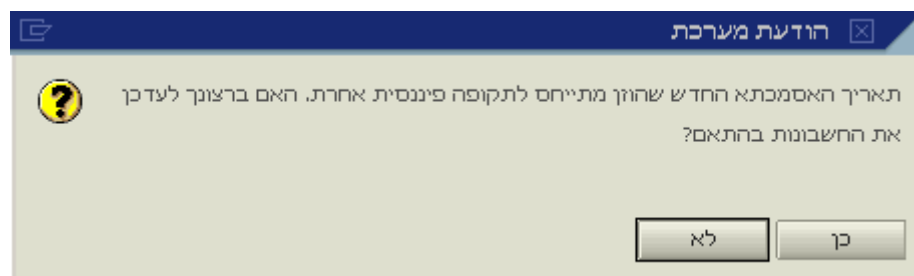 הודעת מערכת
תאריך האסמכתא החדש שהוזן מתייחס לתקופה פיננסית אחרת. האם ברצונך לעדכן
את החשבונות בהתאם?
כן
לא